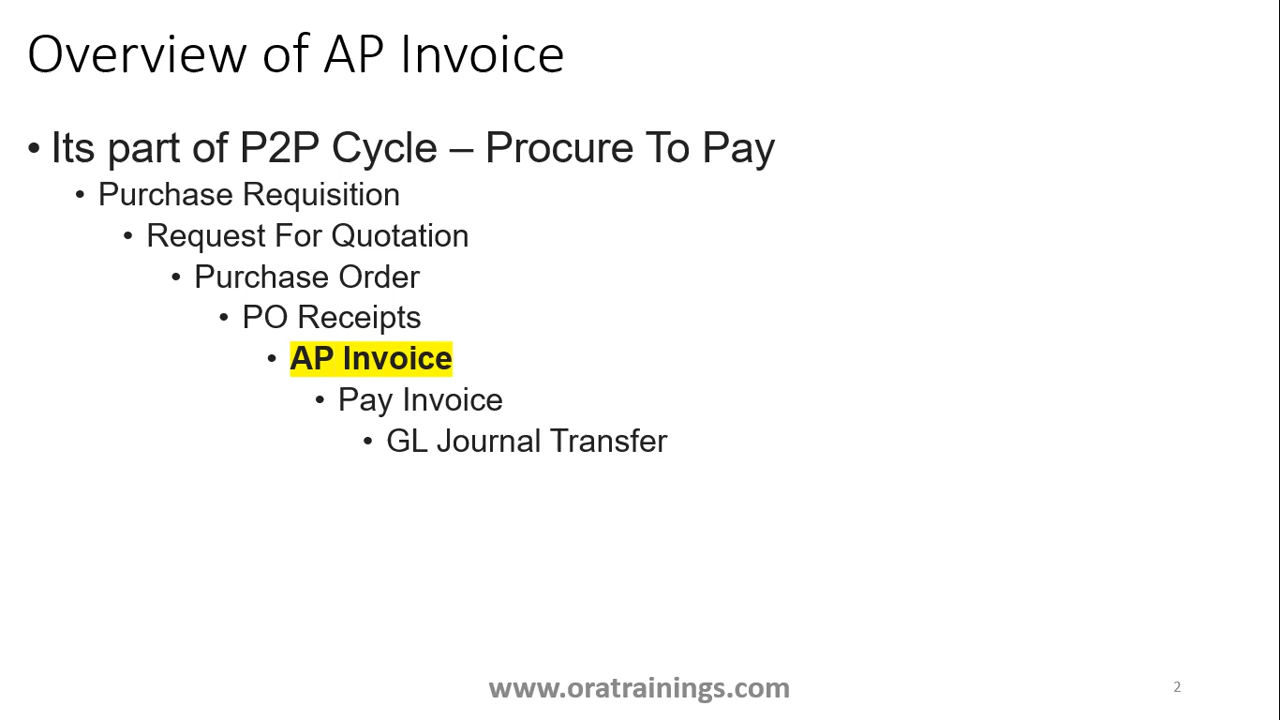 Overview of AP Invoice
• Its part of P2P Cycle – Procure To Pay
• Purchase Requisition
• Request For Quotation
• Purchase Order
• PO Receipts
• AP Invoice
• Pay Invoice
• GL Journal Transfer
www.oratrainings.com
2